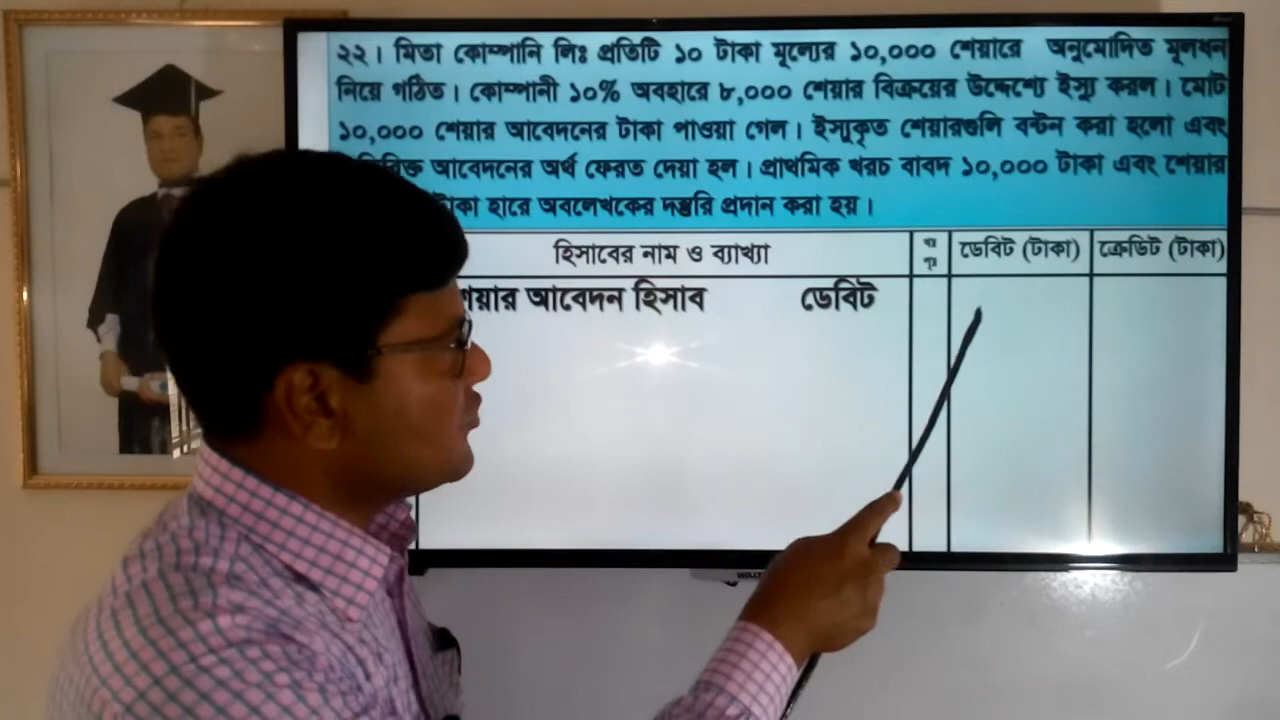 ২২। মিতা কোম্পানি লিঃ প্রতিটি ১০ টাকা মূল্যের ১০,০০০ শেয়ারে অনুমোদিত মূলধন
নিয়ে গঠিত। কোম্পানী ১০% অবহারে ৮,০০০ শেয়ার বিক্রয়ের উদ্দেশ্যে ইস্যু করল। মোট
১০,০০০ শেয়ার আবেদনের টাকা পাওয়া গেল। ইস্যুকৃত শেয়ারগুলি বন্টন করা হলো এবং
আবেদনের অর্থ ফেরত দেয়া হল। প্রাথমিক খরচ বাবদ ১০,০০০ টাকা এবং শেয়ার
টাকা হারে অবলেখকের দস্তুরি প্রদান করা হয়।
হিসাবের নাম ও ব্যাখ্যা খঃ পৃঃ ডেবিট (টাকা) ক্রেডিট (টাকা)
শেয়ার আবেদন হিসাব ডেবিট